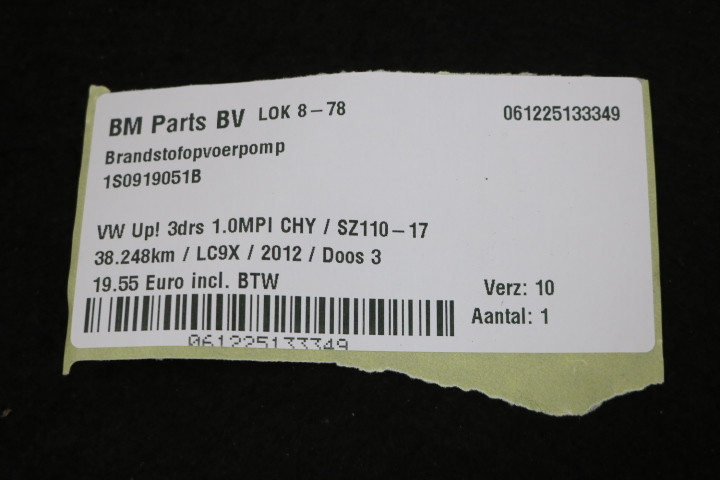 BM Parts BV LOK 8-78 061225133349
Brandstofopvoerpomp
1S0919051B
VW Up! 3drs 1.0MPI CHY / SZ110-17
38.248km / LC9X / 2012 / Doos 3
19.55 Euro incl. BTW Verz: 10
Aantal: 1
061225133349